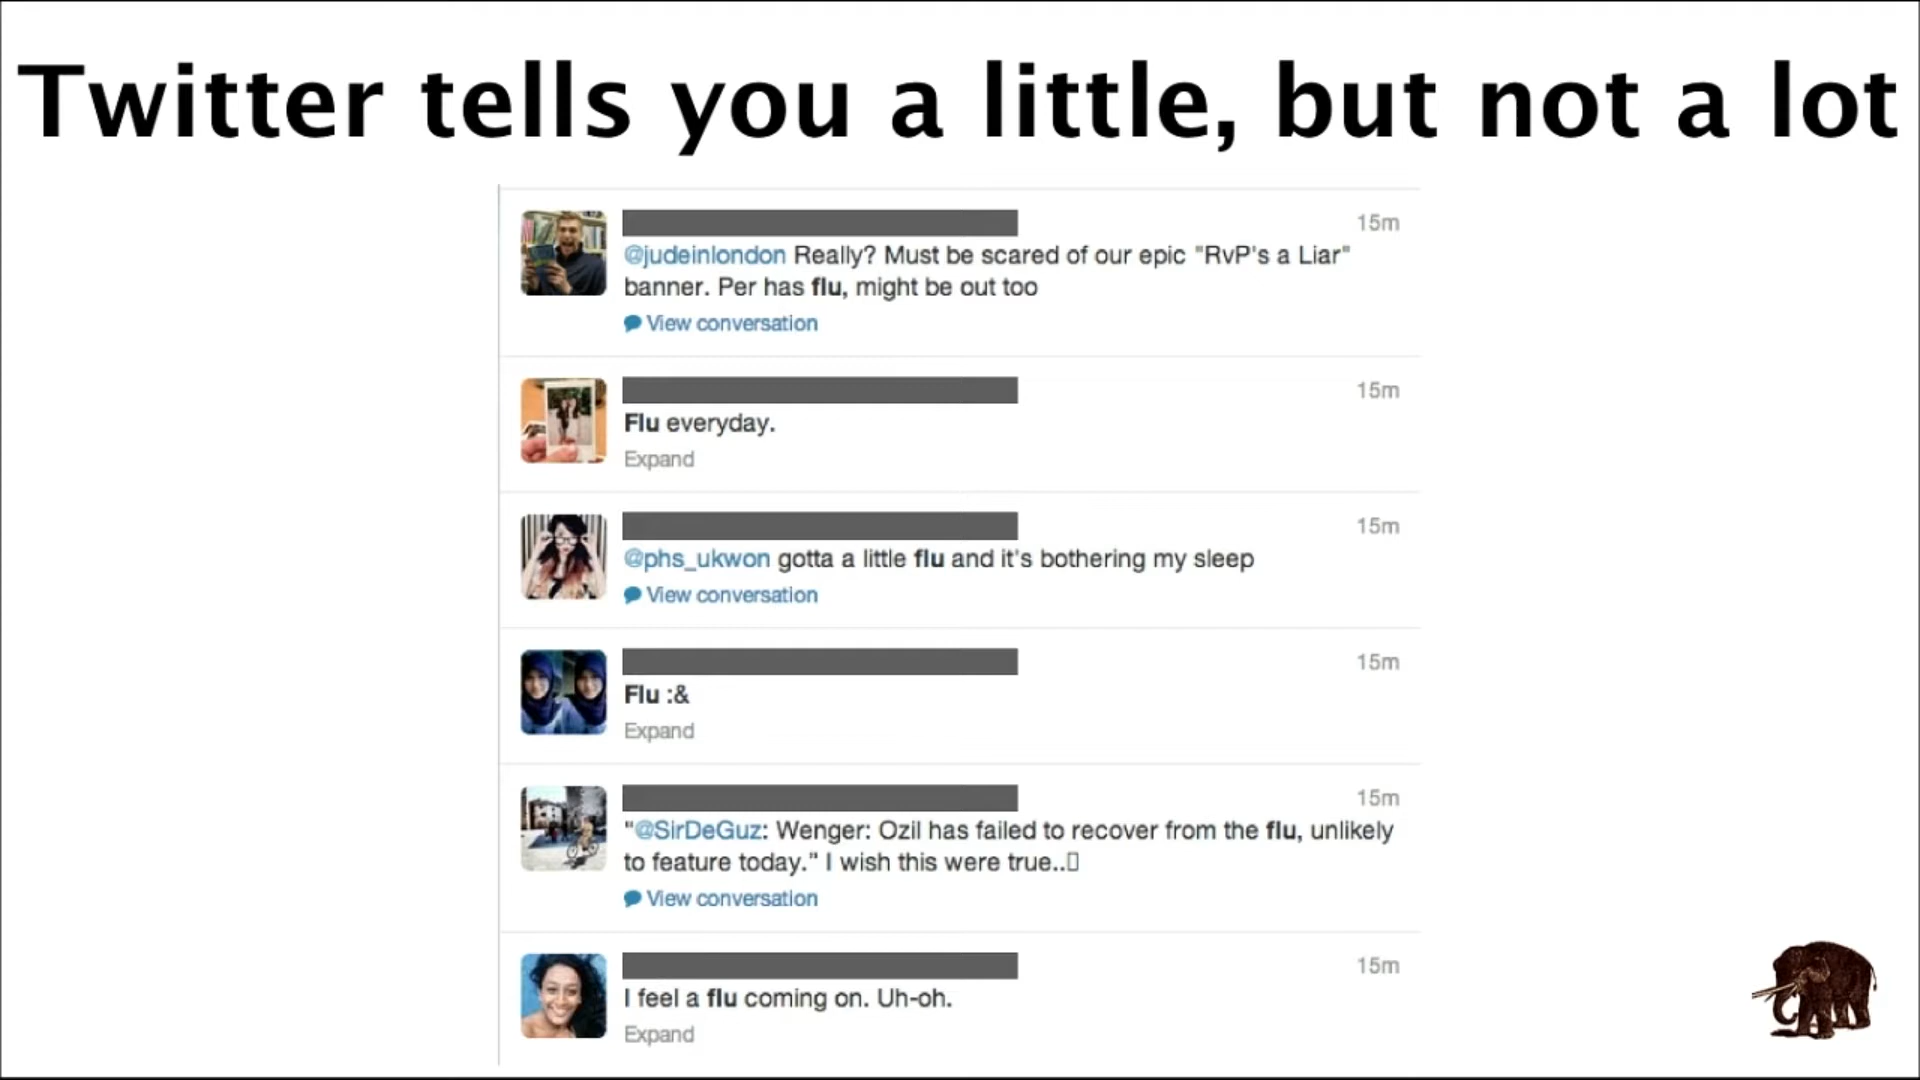 Twitter tells you a little, but not a lot
15m
@judeinlondon Really? Must be scared of our epic "RvP's a Liar"
banner. Per has flu, might be out too
View conversation
15m
Flu everyday.
Expand
15m
@phs_ukwon gotta a little flu and it's bothering my sleep
View conversation
15m
Flu :&
Expand
15m
"@SirDeGuz: Wenger: Ozil has failed to recover from the flu, unlikely
to feature today." I wish this were true..
View conversation
15m
I feel a flu coming on. Uh-oh.
Expand